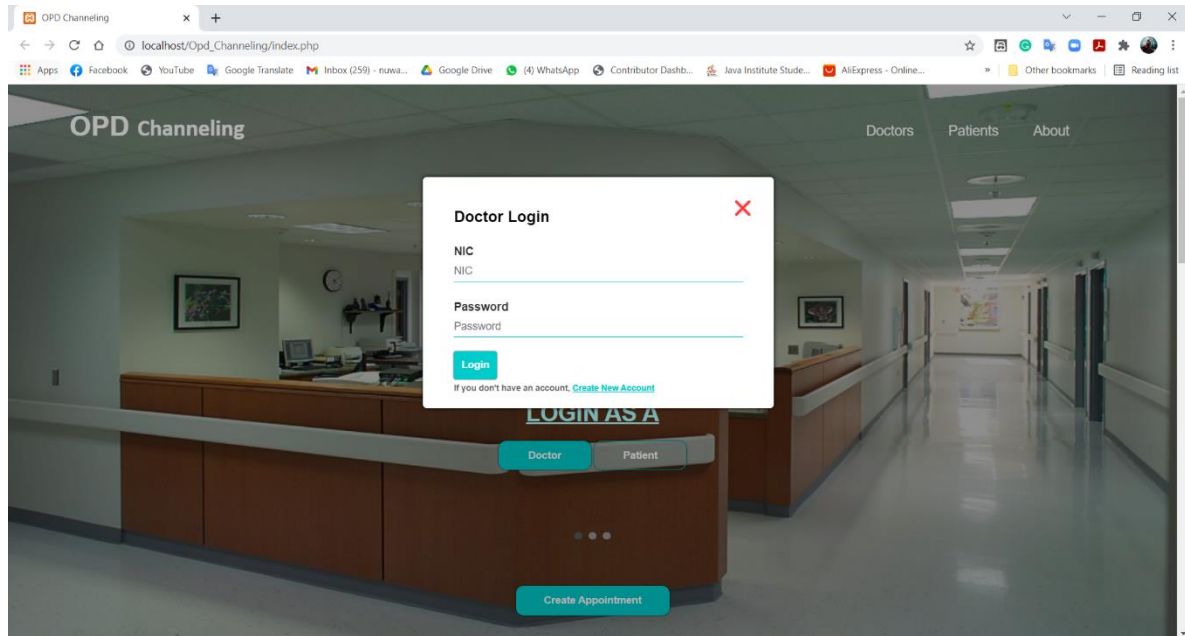 OPD Channeling
localhost/Opd_Channeling/index.php
Apps Facebook YouTube Google Translate Inbox (259) - nuwa... Google Drive (4) WhatsApp Contributor Dashb... Java Institute Stude... AliExpress - Online... » Other bookmarks Reading list
OPD Channeling Doctors Patients About
Doctor Login
NIC
NIC
Password
Password
Login
If you don't have an account, Create New Account
LOGIN AS A
Doctor Patient
Create Appointment